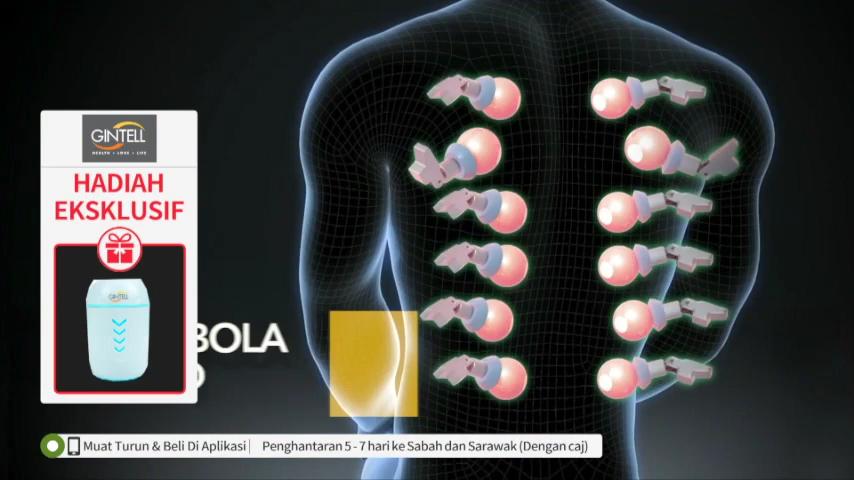 GINTELL
HEALTH • LOVE • LIFE
HADIAH
EKSKLUSIF
GINTELL
BOLA
Muat Turun & Beli Di Aplikasi
Penghantaran 5 - 7 hari ke Sabah dan Sarawak (Dengan caj)